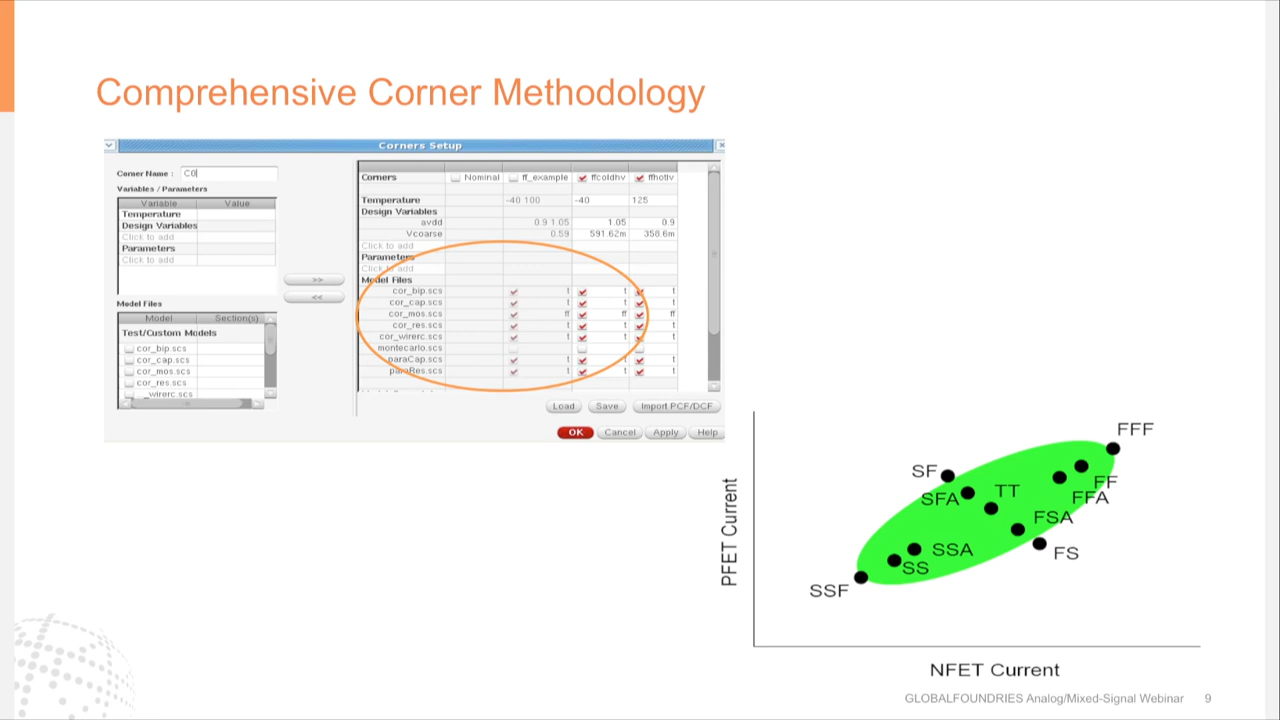 Comprehensive Corner Methodology
Corners Setup
Corner Name : C0
Variables / Parameters
Variable Value
Temperature
Design Variables
Click to add
Parameters
Click to add
>>
<<
Model Files
Model Section(s)
Test/Custom Models
cor_bip.scs
cor_cap.scs
cor_mos.scs
cor_res.scs
_wirerc.scs
Corners Nominal ff_example ffcoldhv ffhotlv
Temperature -40 100 -40 125
Design Variables
avdd 0.9 1.05 1.05 0.9
Vcoarse 0.59 591.62m 358.6m
Click to add
Parameters
Click to add
Model Files
cor_bip.scs t t t
cor_cap.scs t t t
cor_mos.scs ff ff ff
cor_res.scs t t t
cor_wirerc.scs t t t
montecarlo.scs
paraCap.scs t t t
paraRes.scs t t t
Load Save Import PCF/DCF
OK Cancel Apply Help
PFET Current
FFF
SF
FF
TT
SFA
FFA
FSA
SSA
FS
SS
SSF
NFET Current
GLOBALFOUNDRIES Analog/Mixed-Signal Webinar 9